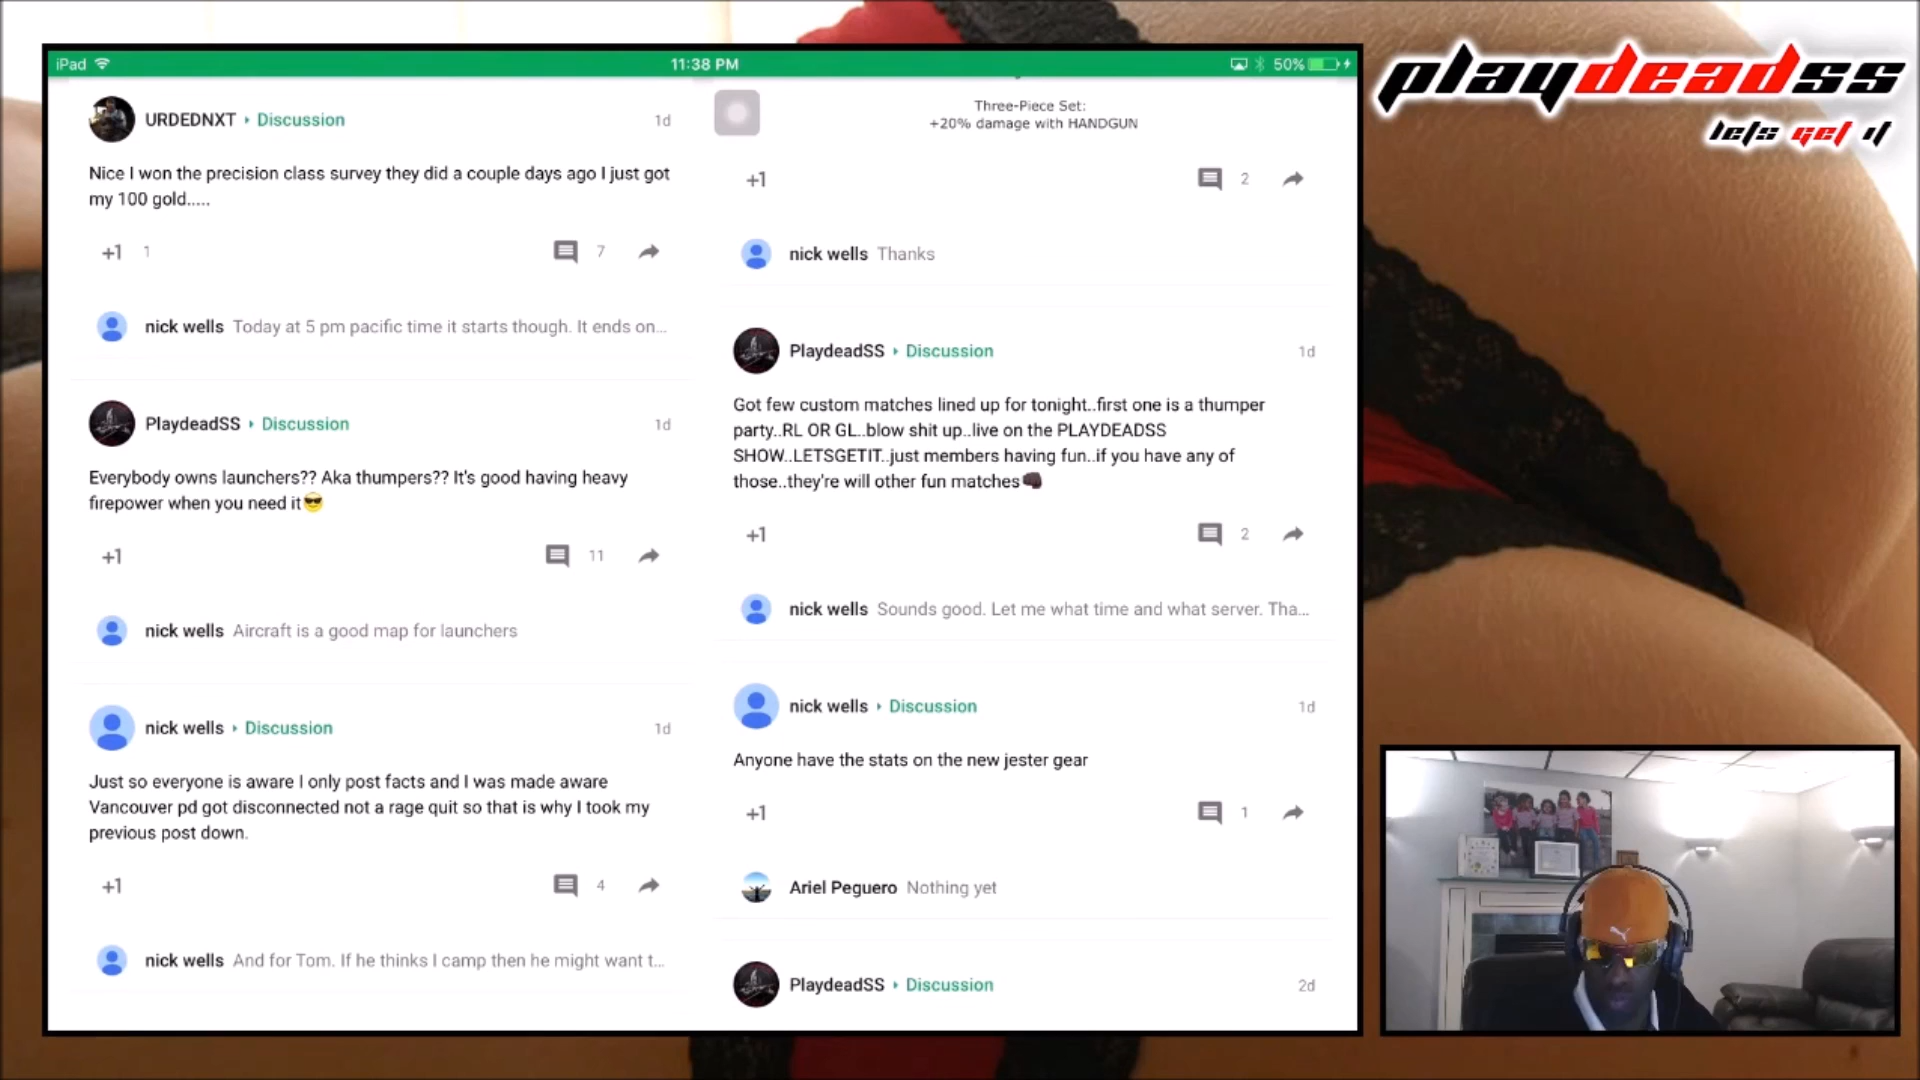 iPad
11:38 PM
50%
URDEDNXT
Discussion
1d
Nice I won the precision class survey they did a couple days ago I just got
my 100 gold.....
+1 1
7
nick wells Today at 5 pm pacific time it starts though. It ends on...
PlaydeadSS
Discussion
1d
Everybody owns launchers?? Aka thumpers?? It's good having heavy
firepower when you need it😎
+1
11
nick wells Aircraft is a good map for launchers
nick wells
Discussion
1d
Just so everyone is aware I only post facts and I was made aware
Vancouver pd got disconnected not a rage quit so that is why I took my
previous post down.
+1
4
nick wells And for Tom. If he thinks I camp then he might want t...
Three-Piece Set:
+20% damage with HANDGUN
+1
2
nick wells Thanks
PlaydeadSS
Discussion
1d
Got few custom matches lined up for tonight..first one is a thumper
party..RL OR GL..blow shit up..live on the PLAYDEADSS
SHOW..LETSGETIT..just members having fun..if you have any of
those..they're will other fun matches👊🏿
+1
2
nick wells Sounds good. Let me what time and what server. Tha...
nick wells
Discussion
1d
Anyone have the stats on the new jester gear
+1
1
Ariel Peguero Nothing yet
PlaydeadSS
Discussion
2d
playdeadss
lets get it